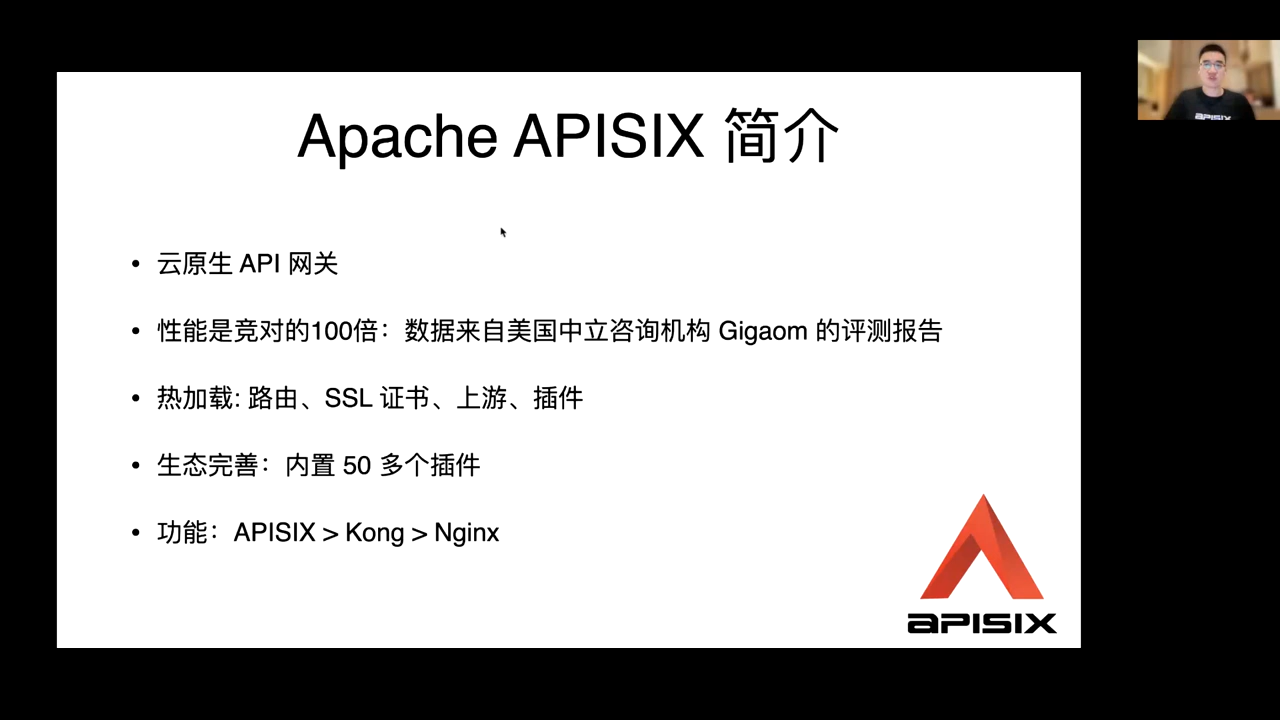 Apache APISIX 简介
• 云原生 API 网关
• 性能是竞对的100倍：数据来自美国中立咨询机构 Gigaom 的评测报告
• 热加载: 路由、SSL 证书、上游、插件
• 生态完善：内置 50 多个插件
• 功能：APISIX > Kong > Nginx
APISIX
APISIX